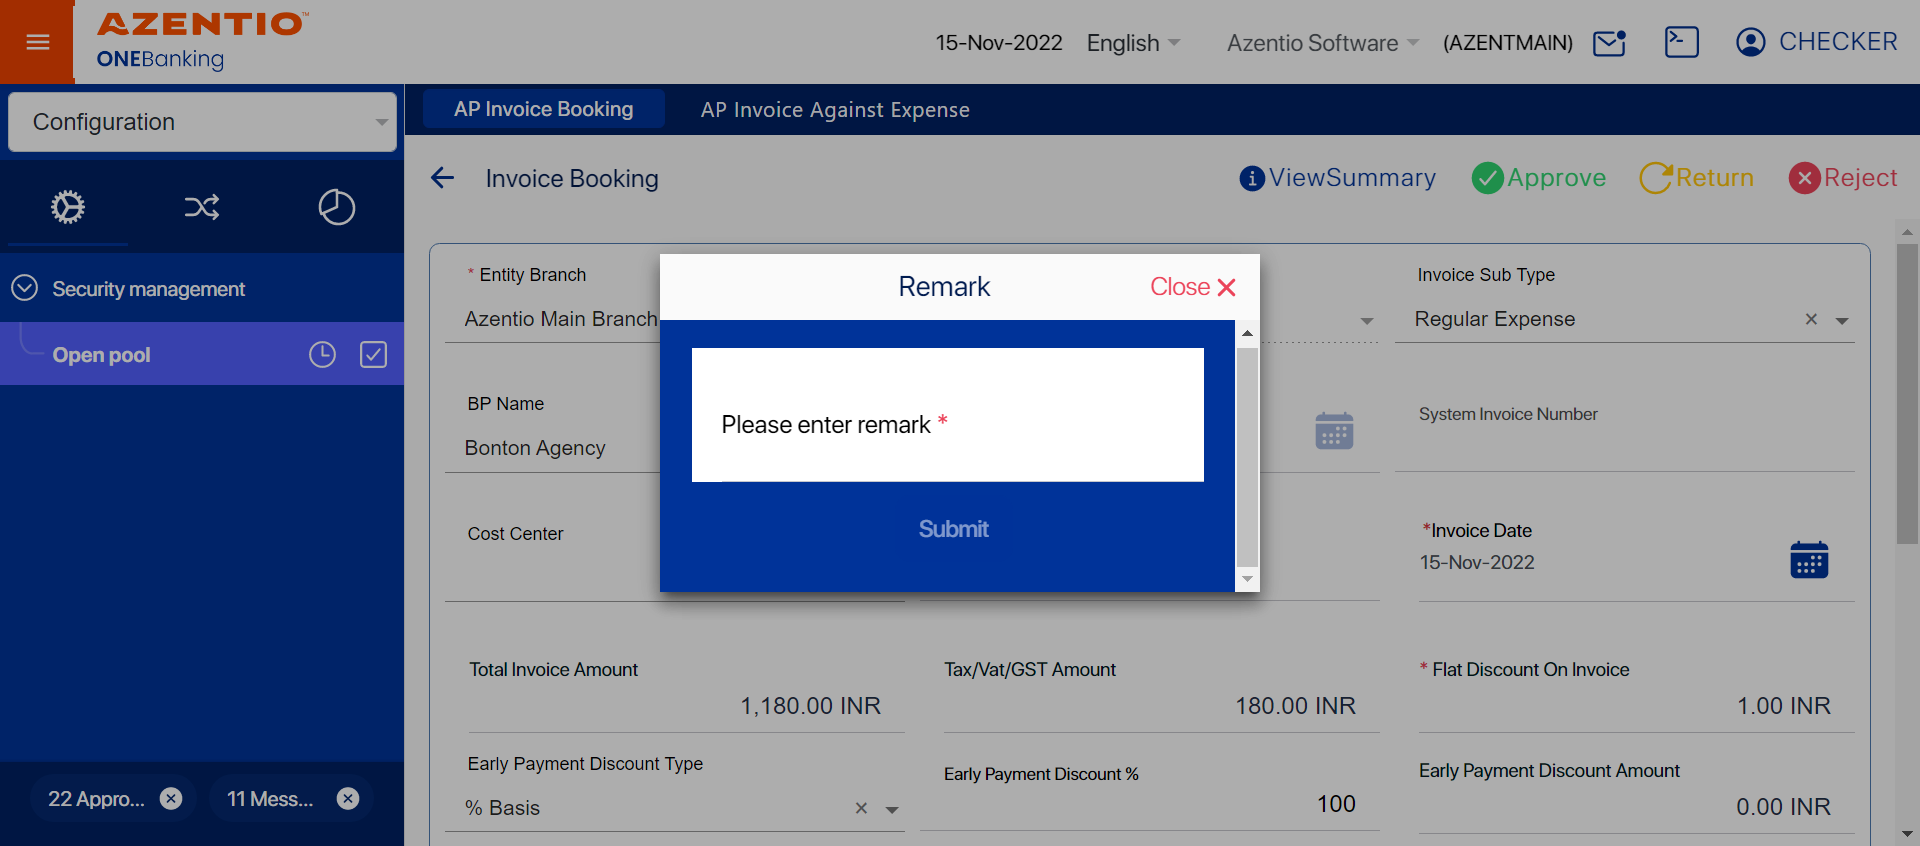 AZENTIO™
ONEBanking
15-Nov-2022 English Azentio Software (AZENTMAIN) CHECKER
Configuration
AP Invoice Booking AP Invoice Against Expense
Invoice Booking
ViewSummary Approve Return Reject
Security management
Open pool
22 Appro... 11 Mess...
Remark Close
Please enter remark *
Submit
* Entity Branch
Azentio Main Branch
Invoice Sub Type
Regular Expense
BP Name
Bonton Agency
System Invoice Number
Cost Center
*Invoice Date
15-Nov-2022
Total Invoice Amount
1,180.00 INR
Tax/Vat/GST Amount
180.00 INR
* Flat Discount On Invoice
1.00 INR
Early Payment Discount Type
% Basis
Early Payment Discount %
100
Early Payment Discount Amount
0.00 INR